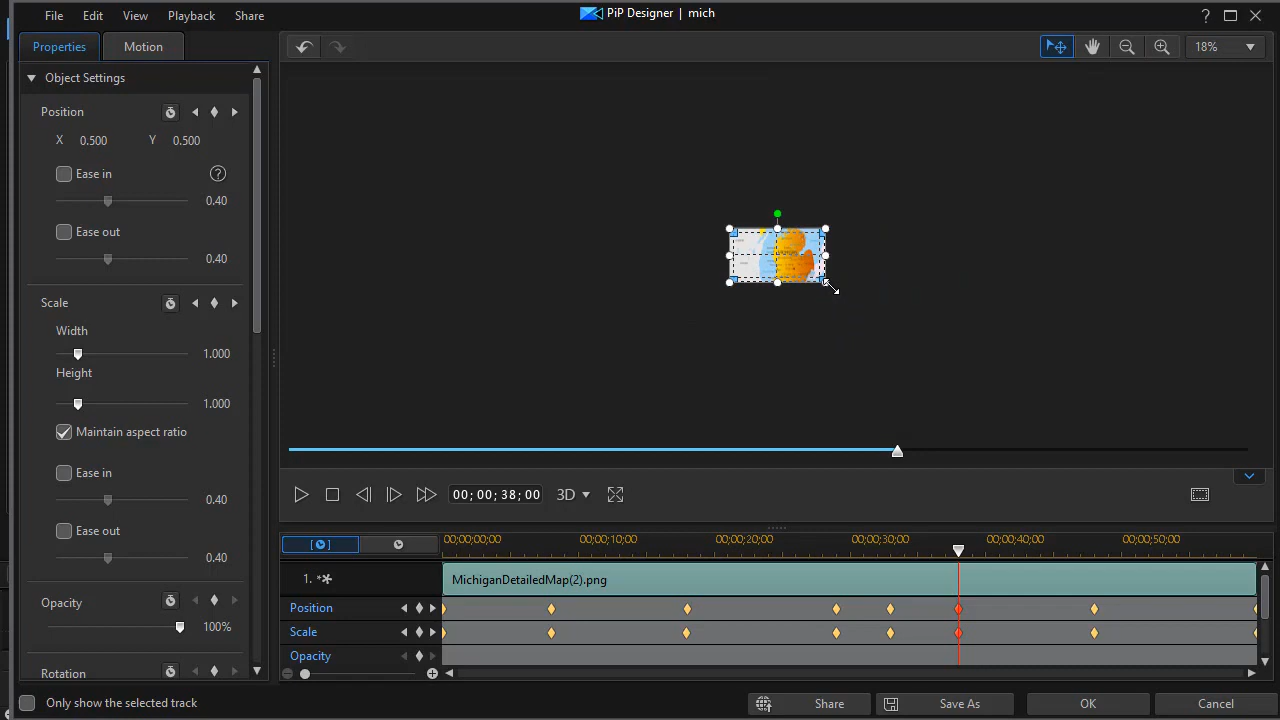 File Edit View Playback Share
PiP Designer | mich
Properties Motion
18%
Object Settings
Position
X 0.500 Y 0.500
Ease in
0.40
Ease out
0.40
Scale
Width
1.000
Height
1.000
Maintain aspect ratio
Ease in
0.40
Ease out
0.40
Opacity
100%
Rotation
00; 00; 38; 00
3D
00;00;00;00 00;00;10;00 00;00;20;00 00;00;30;00 00;00;40;00 00;00;50;00
1. MichiganDetailedMap(2).png
Position
Scale
Opacity
Only show the selected track
Share Save As OK Cancel